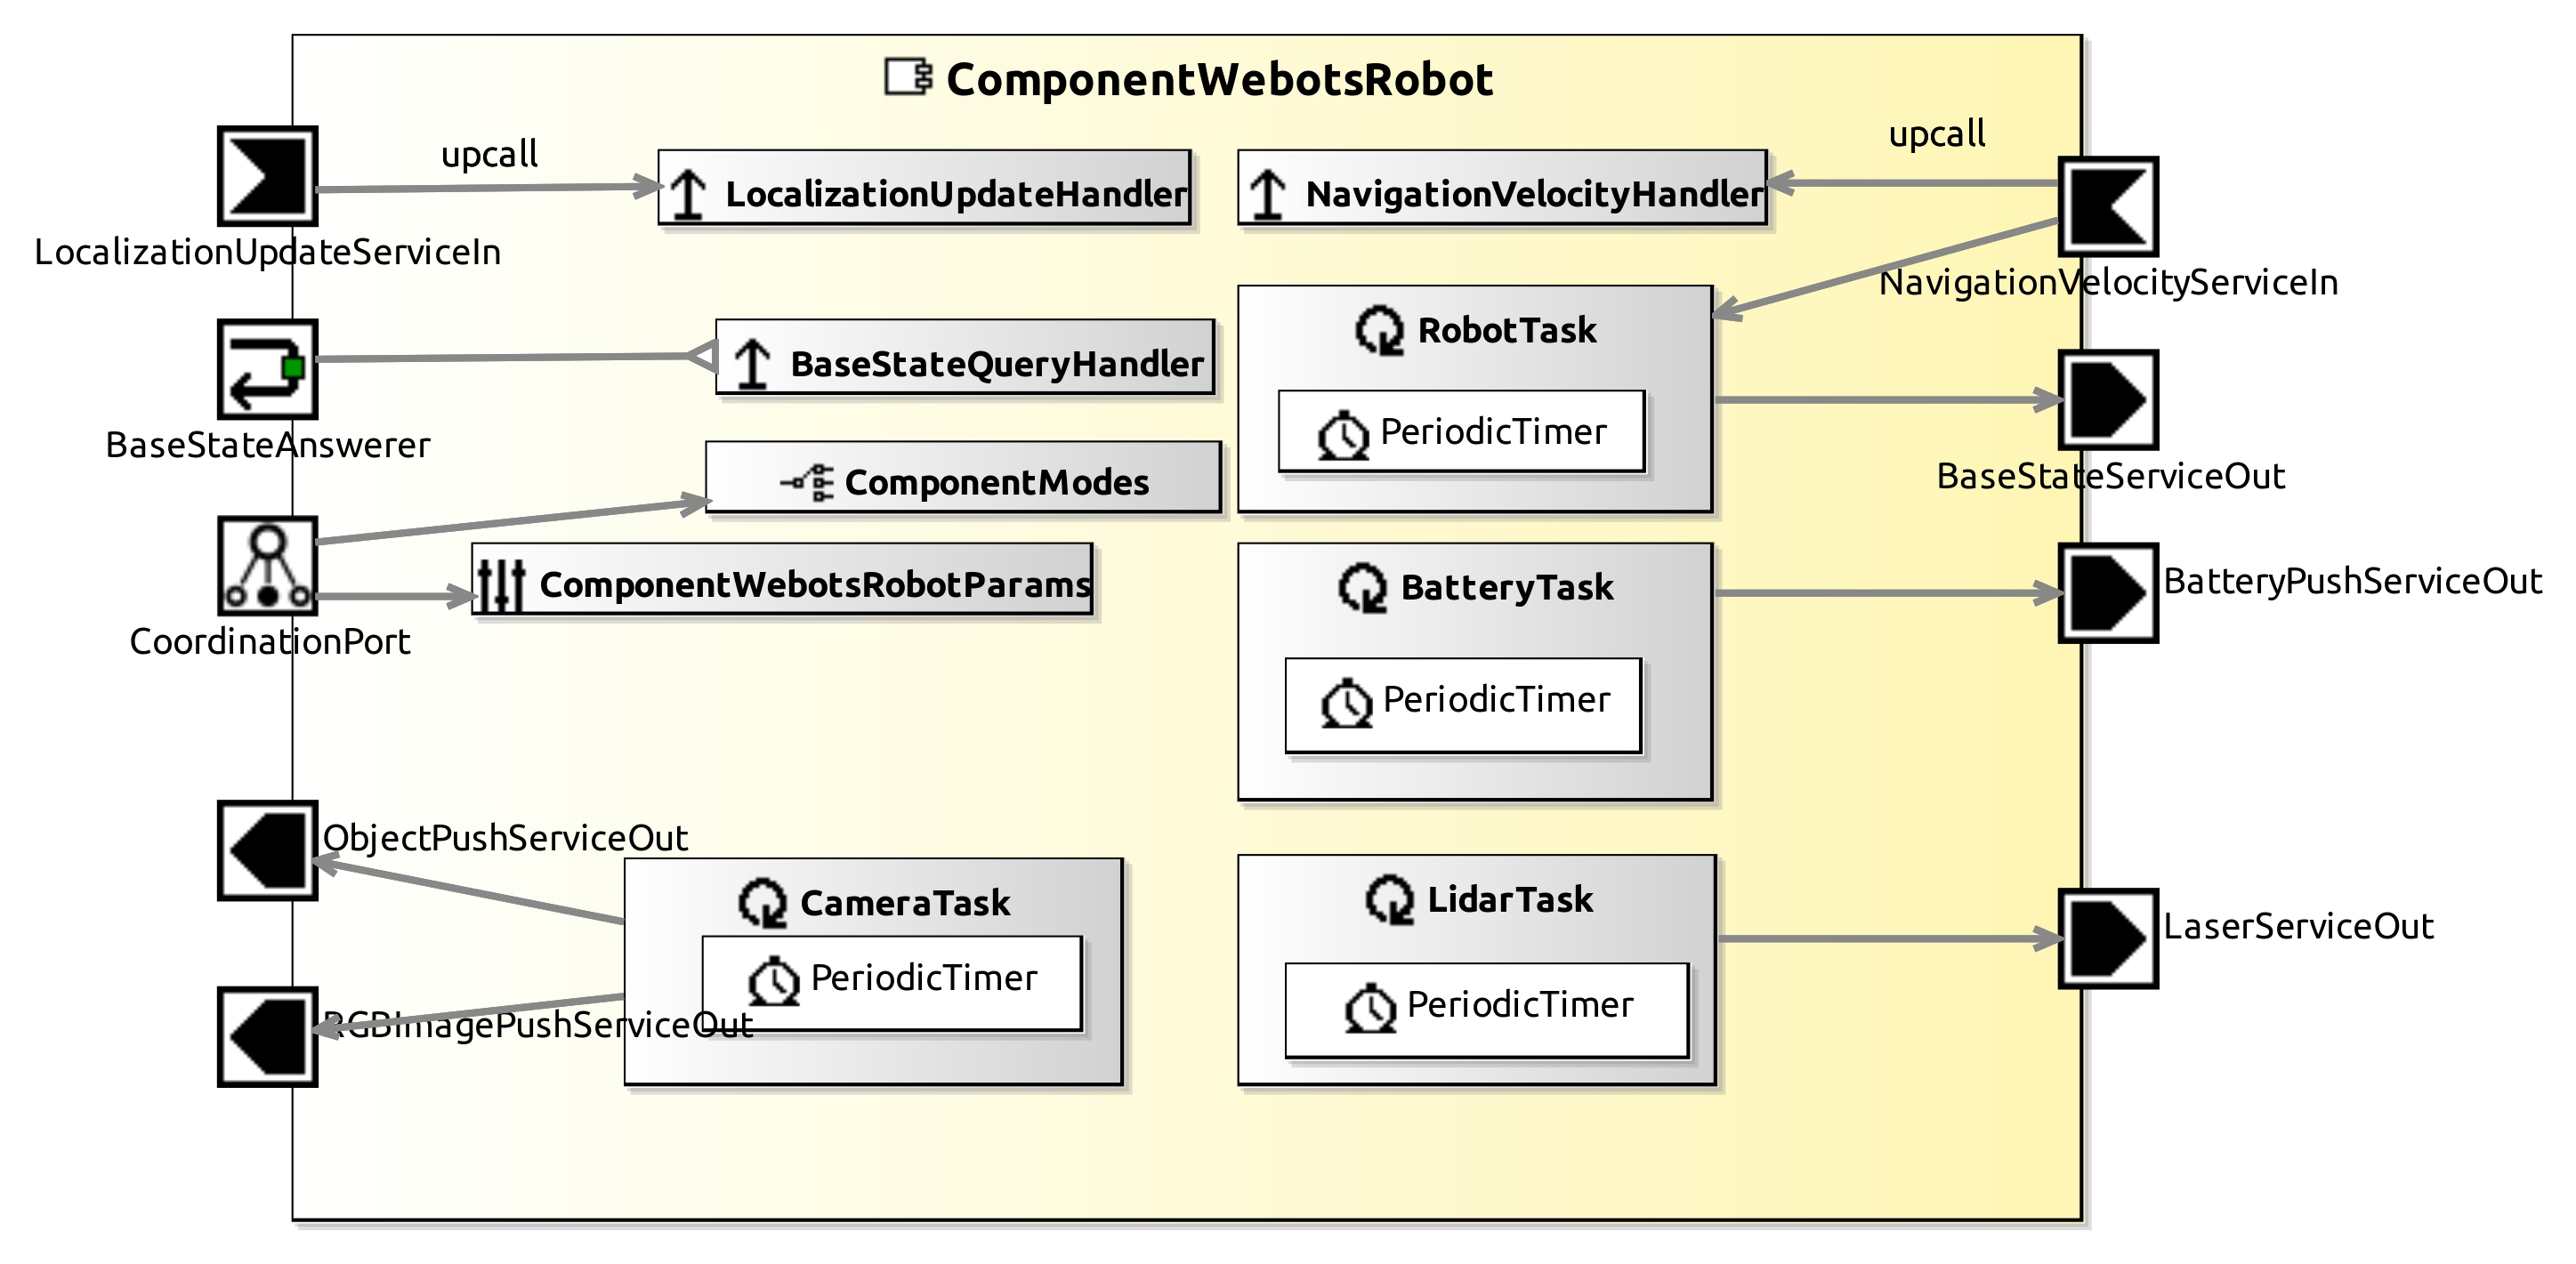 ComponentWebotsRobot
upcall
LocalizationUpdateHandler
LocalizationUpdateServiceIn
upcall
NavigationVelocityHandler
NavigationVelocityServiceIn
BaseStateQueryHandler
BaseStateAnswerer
RobotTask
PeriodicTimer
BaseStateServiceOut
ComponentModes
ComponentWebotsRobotParams
CoordinationPort
BatteryTask
PeriodicTimer
BatteryPushServiceOut
ObjectPushServiceOut
CameraTask
PeriodicTimer
RGBImagePushServiceOut
LidarTask
PeriodicTimer
LaserServiceOut